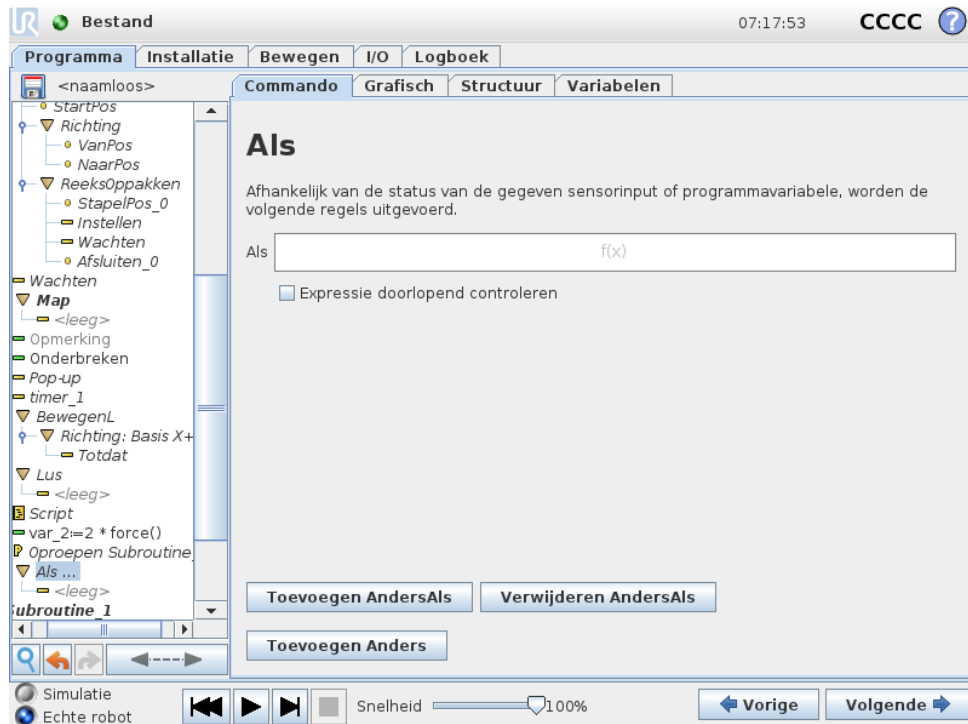 UR Bestand 07:17:53 CCCC ?
Programma Installatie Bewegen I/O Logboek
<naamloos>
Commando Grafisch Structuur Variabelen
StartPos
Richting
VanPos
NaarPos
ReeksOppakken
StapelPos_0
Instellen
Wachten
Afsluiten_0
Wachten
Map
<leeg>
Opmerking
Onderbreken
Pop-up
timer_1
BewegenL
Richting: Basis X+
Totdat
Lus
<leeg>
Script
var_2:=2 * force()
Oproepen Subroutine_
Als ...
<leeg>
Subroutine_1
Als
Afhankelijk van de status van de gegeven sensorinput of programmavariabele, worden de
volgende regels uitgevoerd.
Als f(x)
Expressie doorlopend controleren
Toevoegen AndersAls Verwijderen AndersAls
Toevoegen Anders
Simulatie
Echte robot
Snelheid 100%
Vorige Volgende